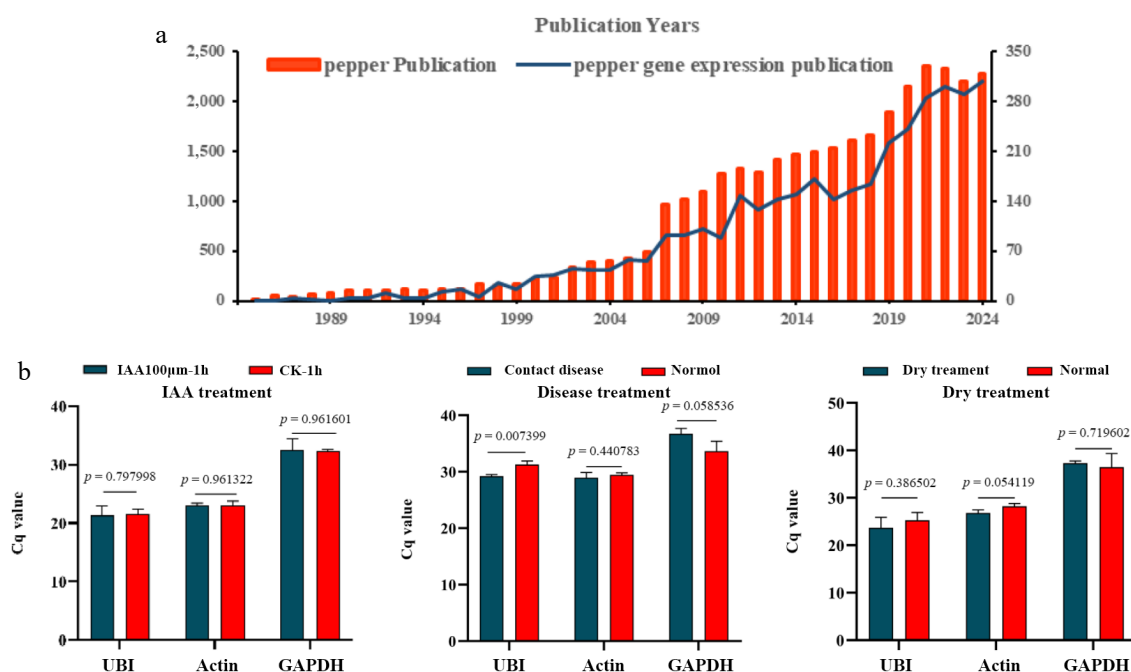 a
Publication Years
pepper Publication
pepper gene expression publication
2,500
2,000
1,500
1,000
500
0
350
280
210
140
70
0
1989 1994 1999 2004 2009 2014 2019 2024
b
IAA100μm-1h CK-1h
IAA treatment
Cq value
40
30
20
10
0
p = 0.797998
p = 0.961322
p = 0.961601
UBI Actin GAPDH
Contact disease Normol
Disease treatment
Cq value
40
30
20
10
0
p = 0.007399
p = 0.440783
p = 0.058536
UBI Actin GAPDH
Dry treament Normal
Dry treatment
Cq value
50
40
30
20
10
0
p = 0.386502
p = 0.054119
p = 0.719602
UBI Actin GAPDH